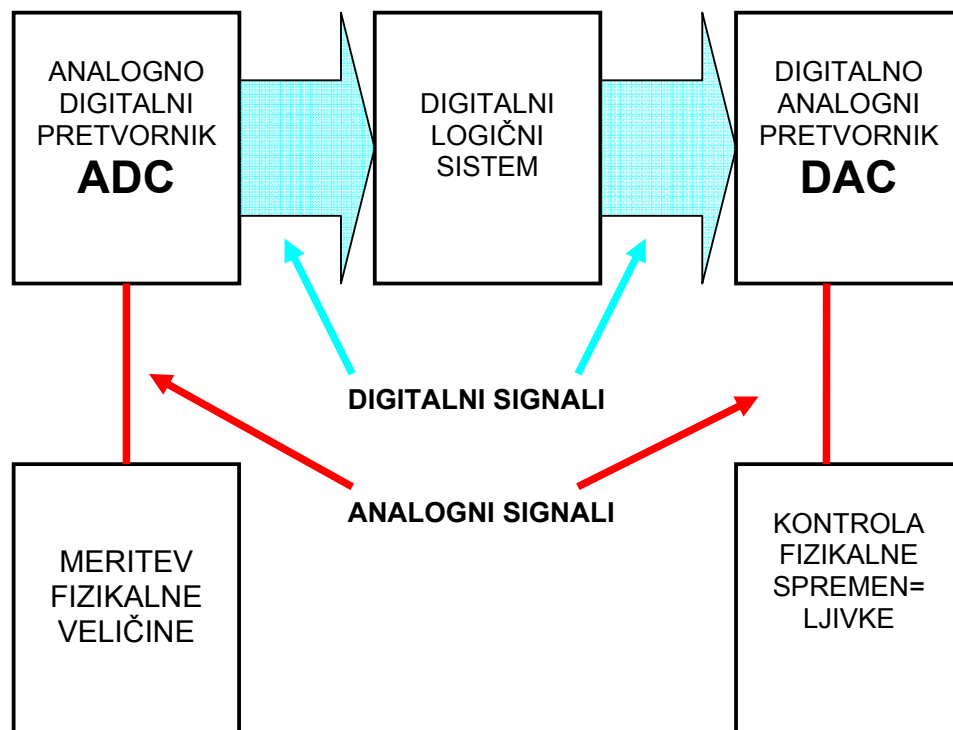 ANALOGNO
DIGITALNI
PRETVORNIK
ADC
DIGITALNI
LOGIČNI
SISTEM
DIGITALNO
ANALOGNI
PRETVORNIK
DAC
DIGITALNI SIGNALI
ANALOGNI SIGNALI
MERITEV
FIZIKALNE
VELIČINE
KONTROLA
FIZIKALNE
SPREMEN=
LJIVKE